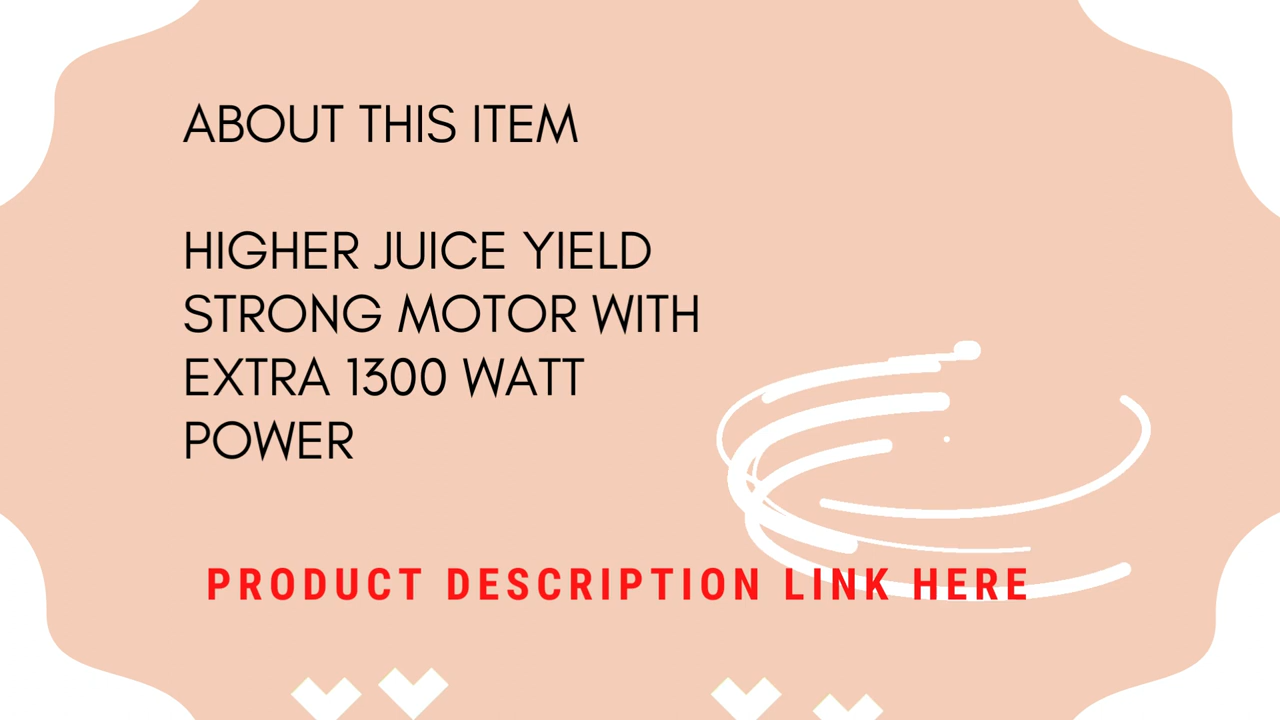 ABOUT THIS ITEM
HIGHER JUICE YIELD
STRONG MOTOR WITH
EXTRA 1300 WATT
POWER
PRODUCT DESCRIPTION LINK HERE